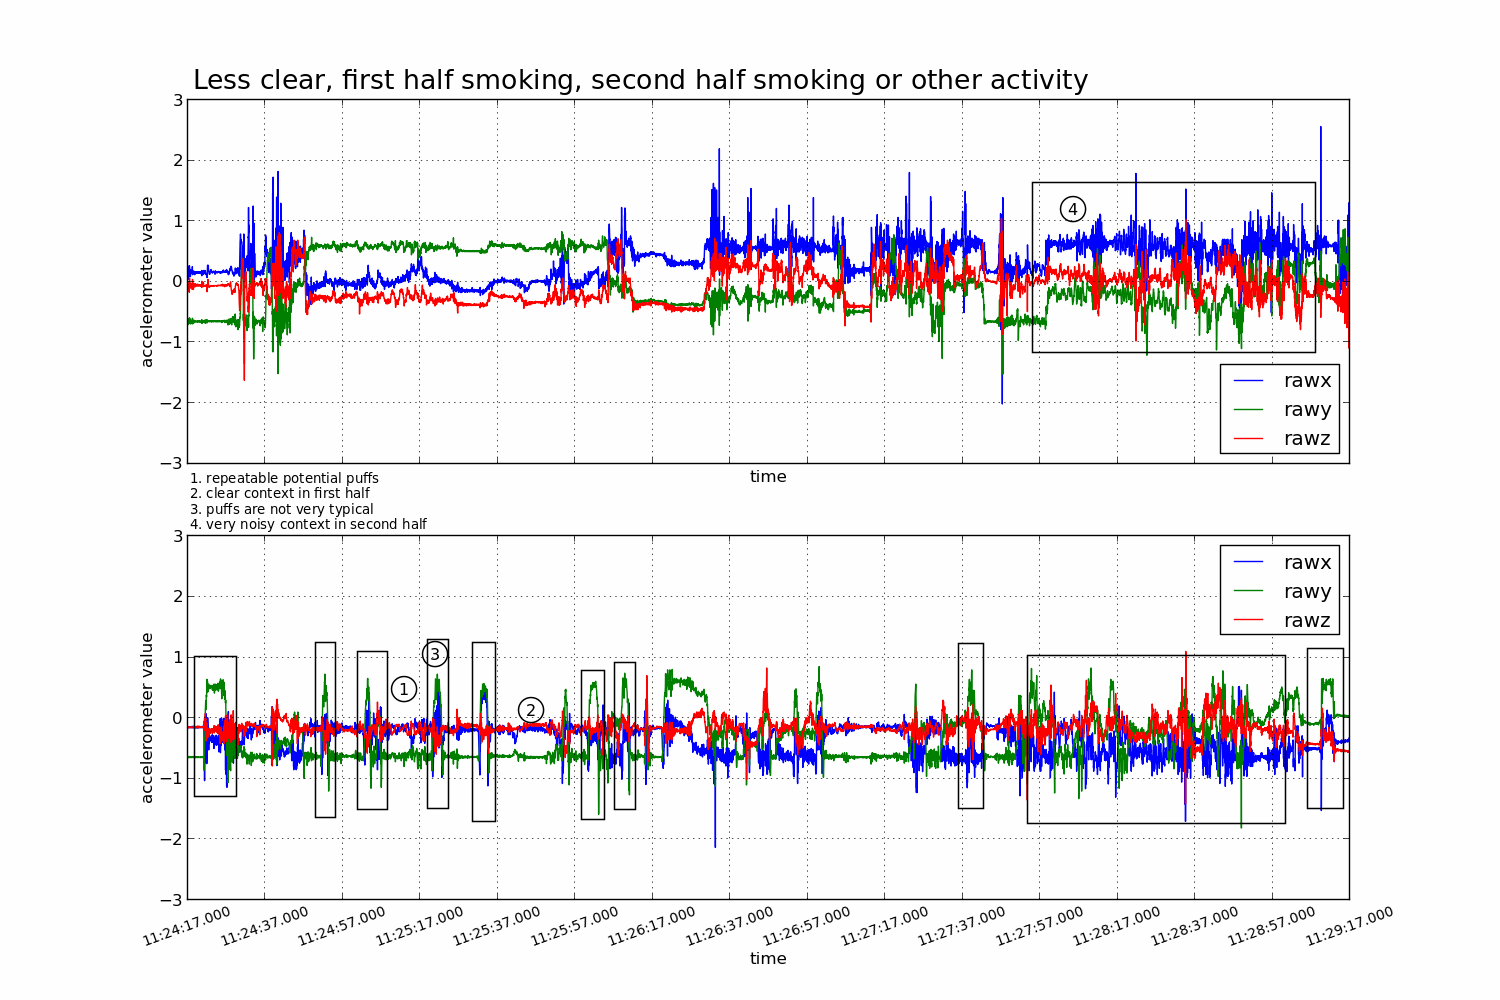 Less clear, first half smoking, second half smoking or other activity
3
2
1
0
−1
−2
−3
accelerometer value
4
rawx
rawy
rawz
time
1. repeatable potential puffs
2. clear context in first half
3. puffs are not very typical
4. very noisy context in second half
3
2
1
0
−1
−2
−3
accelerometer value
rawx
rawy
rawz
3
1
2
11:24:17.000 11:24:37.000 11:24:57.000 11:25:17.000 11:25:37.000 11:25:57.000 11:26:17.000 11:26:37.000 11:26:57.000 11:27:17.000 11:27:37.000 11:27:57.000 11:28:17.000 11:28:37.000 11:28:57.000 11:29:17.000
time